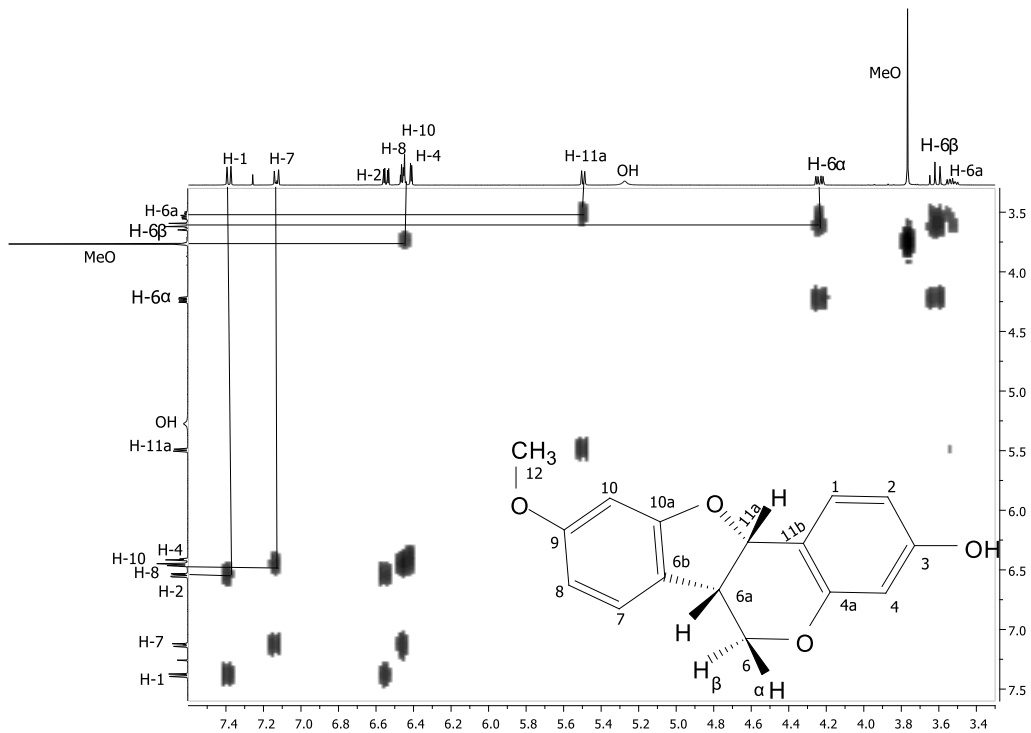 MeO
H-10
H-1
H-7
H-8
H-4
H-2
H-11a
OH
H-6α
H-6β
H-6a
H-6a
H-6β
MeO
H-6α
OH
H-11a
H-4
H-10
H-8
H-2
H-7
H-1
3.5
4.0
4.5
5.0
5.5
6.0
6.5
7.0
7.5
CH3
12
O
10
10a
O
11a
H
1
2
11b
9
3
OH
6b
8
6a
4a
4
7
H
O
H
6
β
α H
7.4 7.2 7.0 6.8 6.6 6.4 6.2 6.0 5.8 5.6 5.4 5.2 5.0 4.8 4.6 4.4 4.2 4.0 3.8 3.6 3.4